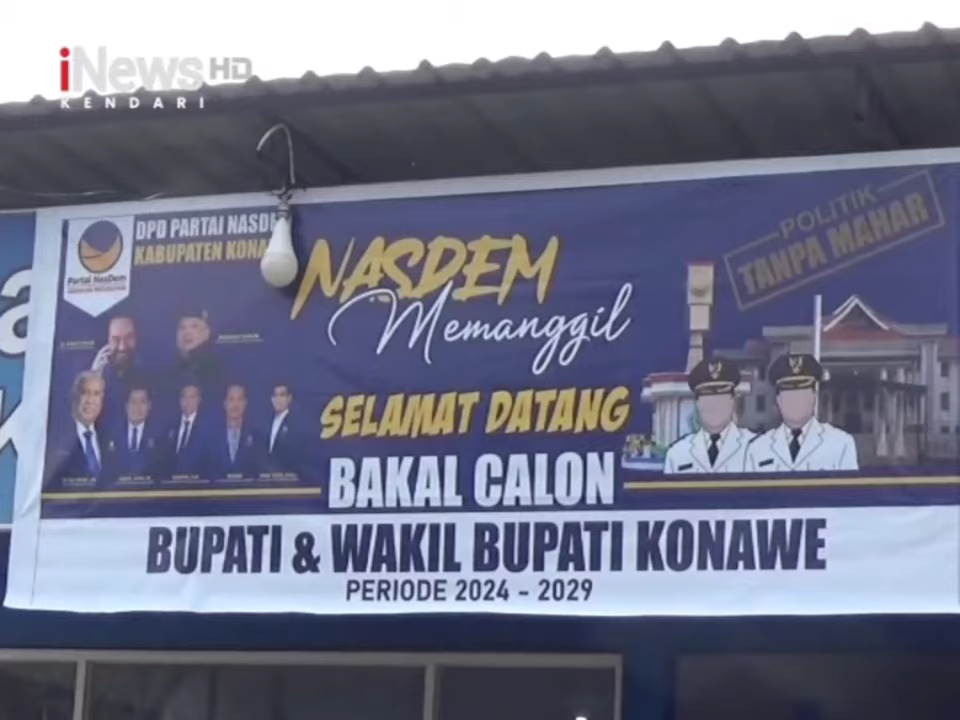 iNews HD
KENDARI
DPD PARTAI NASDEM
KABUPATEN KONA
Partai NasDem
NASDEM
Memanggil
POLITIK
TANPA MAHAR
SELAMAT DATANG
BAKAL CALON
BUPATI & WAKIL BUPATI KONAWE
PERIODE 2024 - 2029